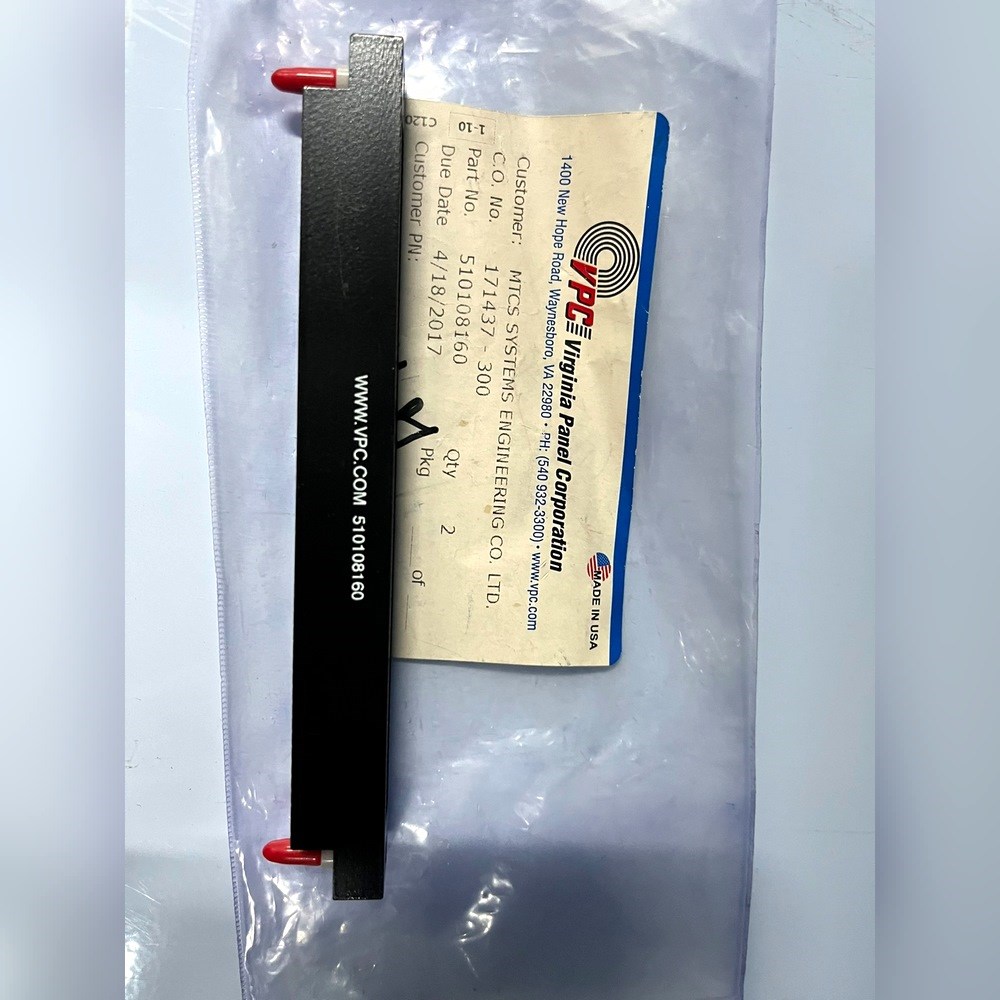 VPC Virginia Panel Corporation
MADE IN USA
1400 New Hope Road, Waynesboro, VA 22980 • PH: (540 932-3300) • www.vpc.com
Customer: MTCS SYSTEMS ENGINEERING CO. LTD.
C.O. No. 171437 - 300
Part No. 510108160 Qty 2
Due Date 4/18/2017 Pkg ___ of ___
Customer PN:
1-10
C120
WWW.VPC.COM 510108160